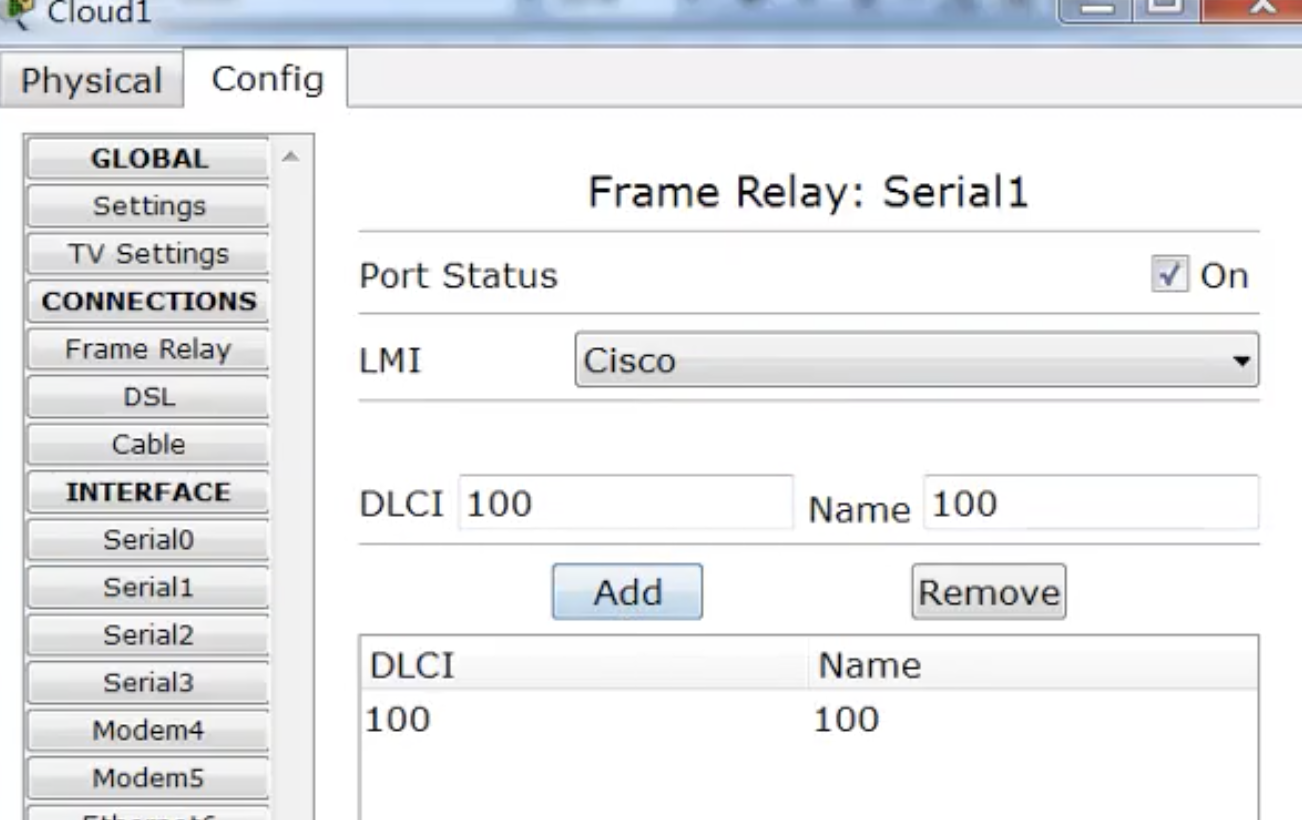 Cloud1
Physical Config
GLOBAL
Settings
TV Settings
CONNECTIONS
Frame Relay
DSL
Cable
INTERFACE
Serial0
Serial1
Serial2
Serial3
Modem4
Modem5
Frame Relay: Serial1
Port Status On
LMI Cisco
DLCI 100 Name 100
Add Remove
DLCI Name
100 100